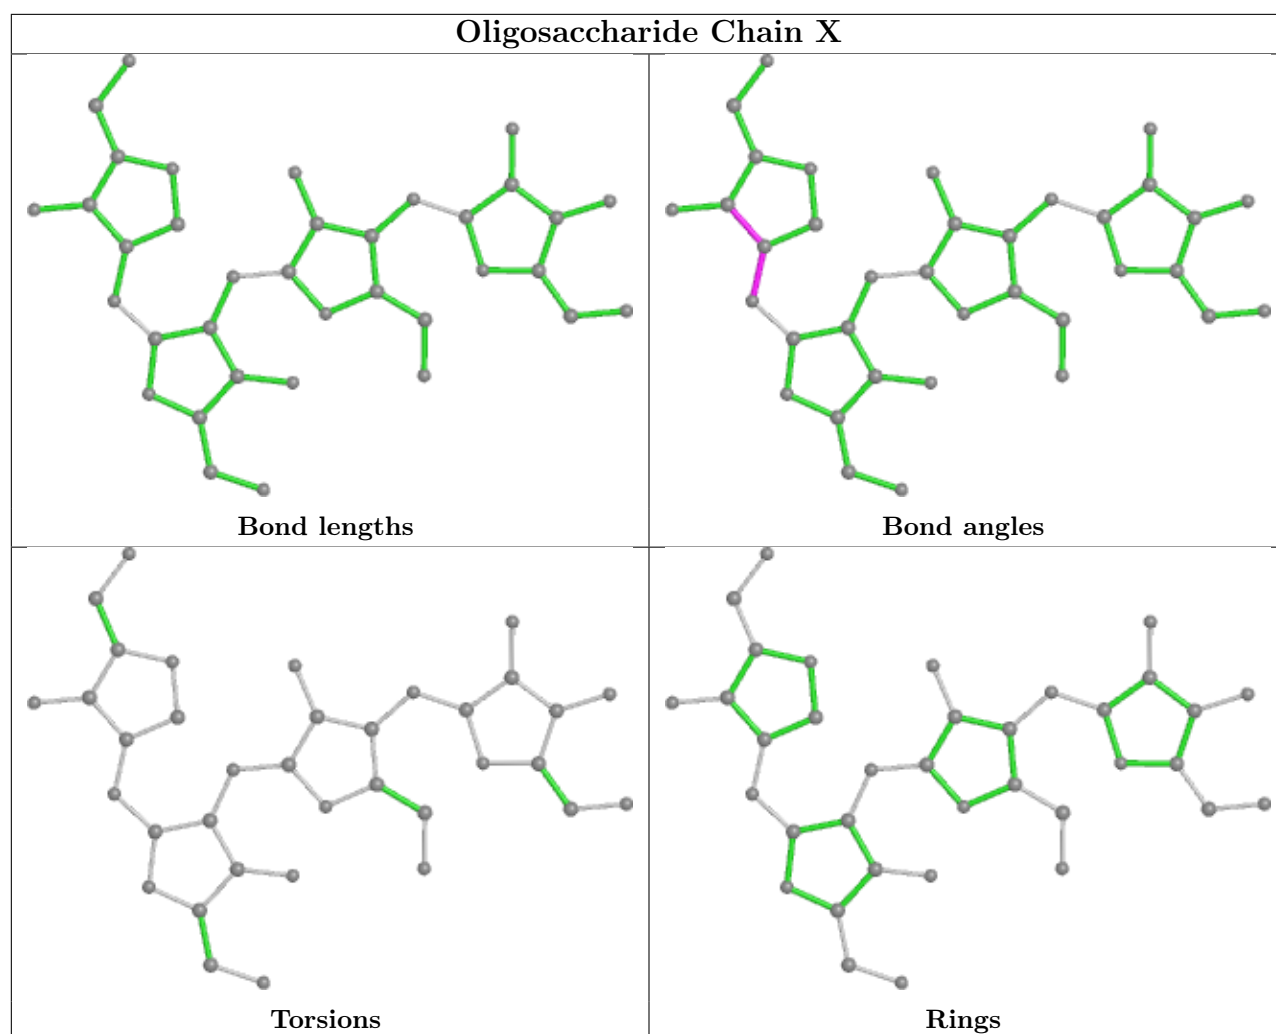 Oligosaccharide Chain X
Bond lengths
Bond angles
Torsions
Rings